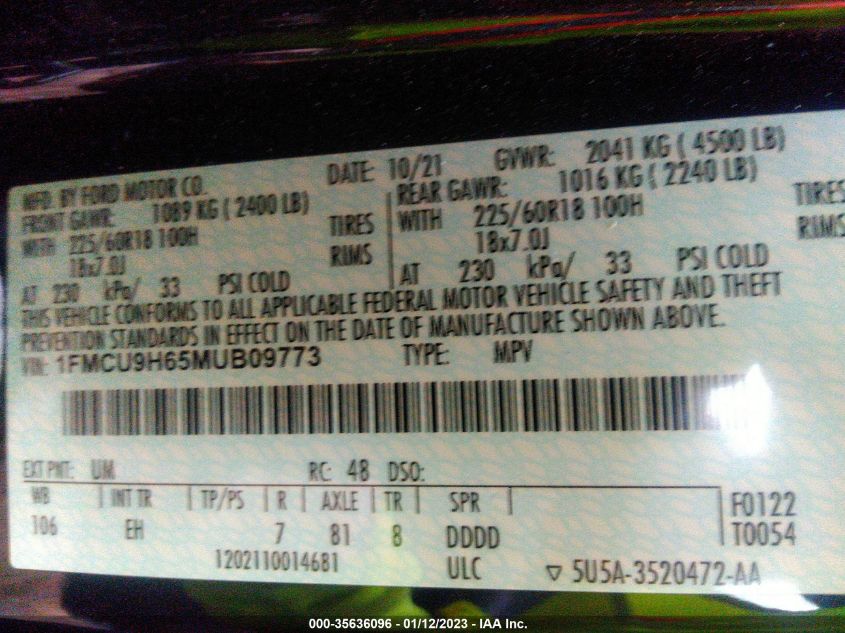 MFD. BY FORD MOTOR CO. DATE: 10/21 GVWR: 2041 KG ( 4500 LB)
FRONT GAWR: 1089 KG ( 2400 LB) REAR GAWR: 1016 KG ( 2240 LB)
WITH 225/60R18 100H TIRES WITH 225/60R18 100H TIRES
18x7.0J RIMS 18x7.0J RIMS
AT 230 kPa/ 33 PSI COLD AT 230 kPa/ 33 PSI COLD
THIS VEHICLE CONFORMS TO ALL APPLICABLE FEDERAL MOTOR VEHICLE SAFETY AND THEFT
PREVENTION STANDARDS IN EFFECT ON THE DATE OF MANUFACTURE SHOWN ABOVE.
VIN: 1FMCU9H65MUB09773 TYPE: MPV
EXT PNT: UM RC: 48 DSO:
WB INT TR TP/PS R AXLE TR SPR F0122
106 EH 7 81 8 DDDD T0054
1202110014681 ULC ▽ 5U5A-3520472-AA
000-35636096 - 01/12/2023 - IAA Inc.